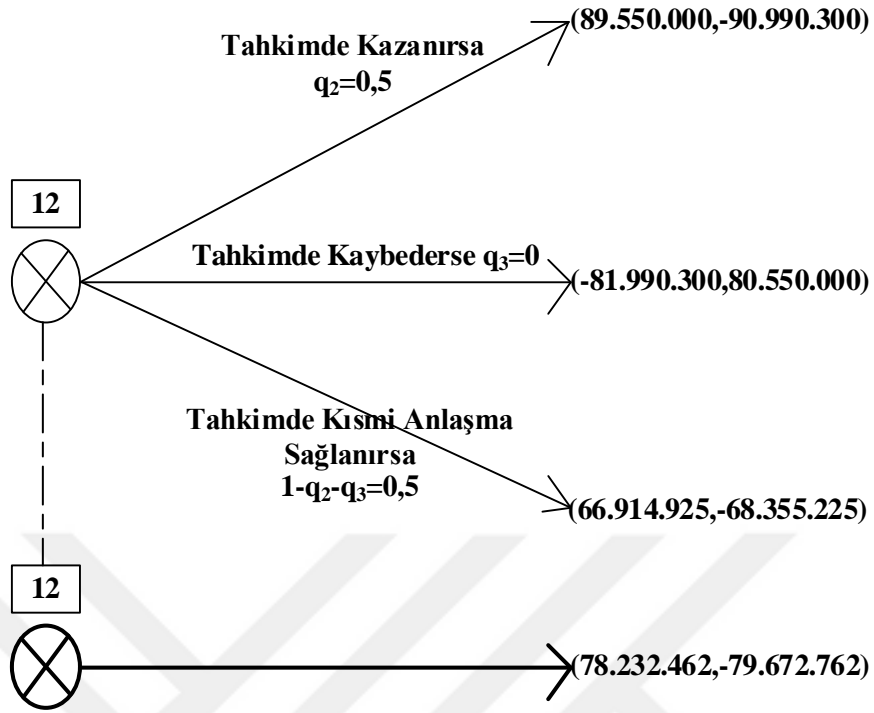 (89.550.000,-90.990.300)
Tahkimde Kazanırsa
q₂=0,5
12
Tahkimde Kaybederse q₃=0
(-81.990.300,80.550.000)
Tahkimde Kısmi Anlaşma
Sağlanırsa
1-q₂-q₃=0,5
(66.914.925,-68.355.225)
12
(78.232.462,-79.672.762)